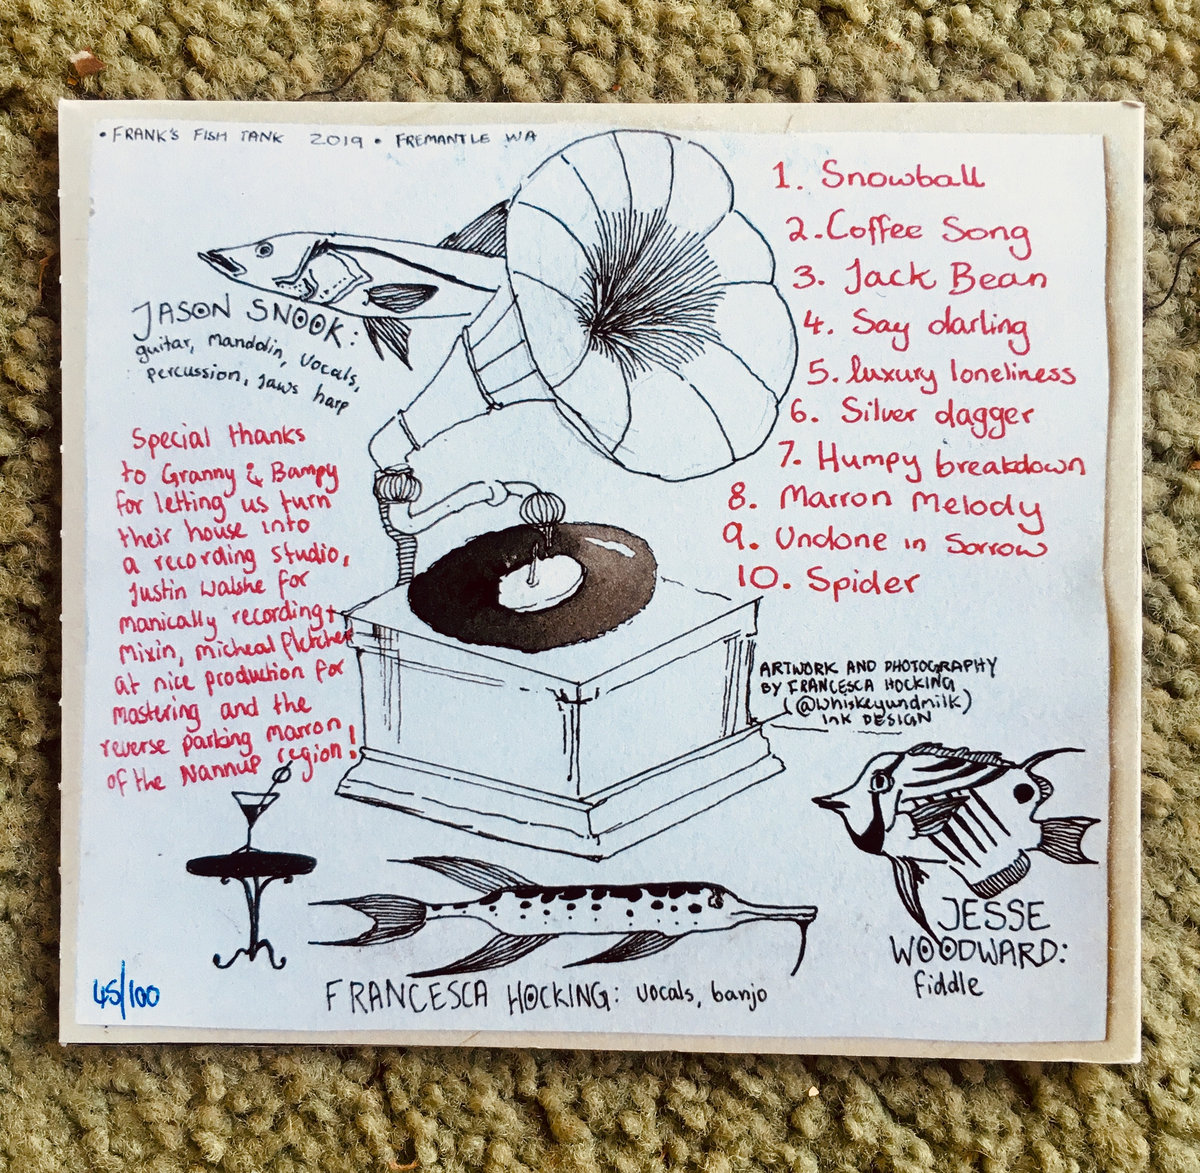 • FRANK'S FISH TANK 2019 • FREMANTLE WA
JASON SNOOK:
guitar, mandolin, vocals,
percussion, Jaws harp
Special thanks
to Granny & Bampy
for letting us turn
their house into
a recording studio,
Justin Walshe for
manically recording +
mixin, micheal fletcher
at nice production for
mastering and the
reverse parking marron
of the Nannup region!
1. Snowball
2. Coffee Song
3. Jack Bean
4. Say darling
5. luxury loneliness
6. Silver dagger
7. Humpy breakdown
8. Marron Melody
9. Undone in Sorrow
10. Spider
ARTWORK AND PHOTOGRAPHY
BY FRANCESCA HOCKING
(@whiskeyundmilk)
INK DESIGN
JESSE
WOODWARD:
fiddle
FRANCESCA HOCKING: vocals, banjo
45/100